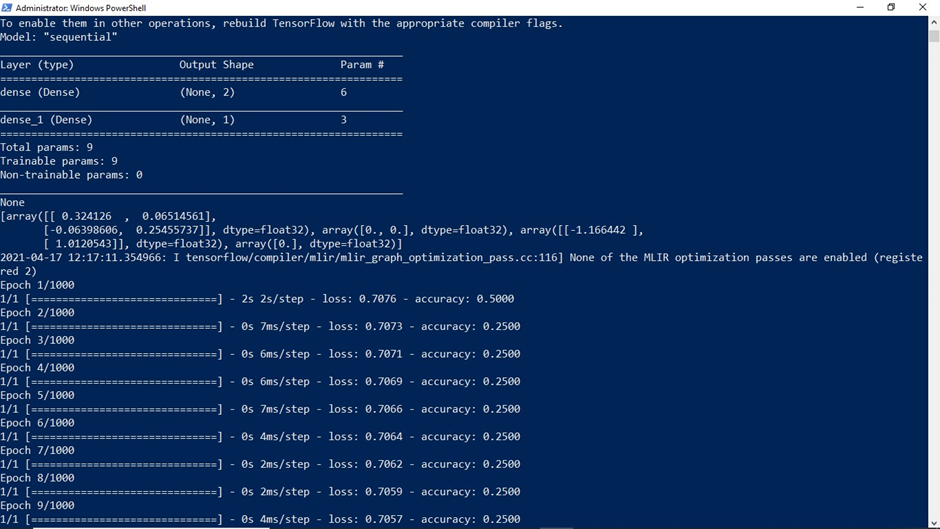 Administrator: Windows PowerShell
To enable them in other operations, rebuild TensorFlow with the appropriate compiler flags.
Model: "sequential"
_________________________________________________________________
Layer (type)                 Output Shape              Param #
=================================================================
dense (Dense)                (None, 2)                 6
_________________________________________________________________
dense_1 (Dense)              (None, 1)                 3
=================================================================
Total params: 9
Trainable params: 9
Non-trainable params: 0
_________________________________________________________________
None
[array([[ 0.324126  ,  0.06514561],
       [-0.06398606,  0.25455737]], dtype=float32), array([0., 0.], dtype=float32), array([[-1.166442 ],
       [ 1.0120543]], dtype=float32), array([0.], dtype=float32)]
2021-04-17 12:17:11.354966: I tensorflow/compiler/mlir/mlir_graph_optimization_pass.cc:116] None of the MLIR optimization passes are enabled (registe
red 2)
Epoch 1/1000
1/1 [==============================] - 2s 2s/step - loss: 0.7076 - accuracy: 0.5000
Epoch 2/1000
1/1 [==============================] - 0s 7ms/step - loss: 0.7073 - accuracy: 0.2500
Epoch 3/1000
1/1 [==============================] - 0s 6ms/step - loss: 0.7071 - accuracy: 0.2500
Epoch 4/1000
1/1 [==============================] - 0s 6ms/step - loss: 0.7069 - accuracy: 0.2500
Epoch 5/1000
1/1 [==============================] - 0s 7ms/step - loss: 0.7066 - accuracy: 0.2500
Epoch 6/1000
1/1 [==============================] - 0s 4ms/step - loss: 0.7064 - accuracy: 0.2500
Epoch 7/1000
1/1 [==============================] - 0s 2ms/step - loss: 0.7062 - accuracy: 0.2500
Epoch 8/1000
1/1 [==============================] - 0s 2ms/step - loss: 0.7059 - accuracy: 0.2500
Epoch 9/1000
1/1 [==============================] - 0s 4ms/step - loss: 0.7057 - accuracy: 0.2500